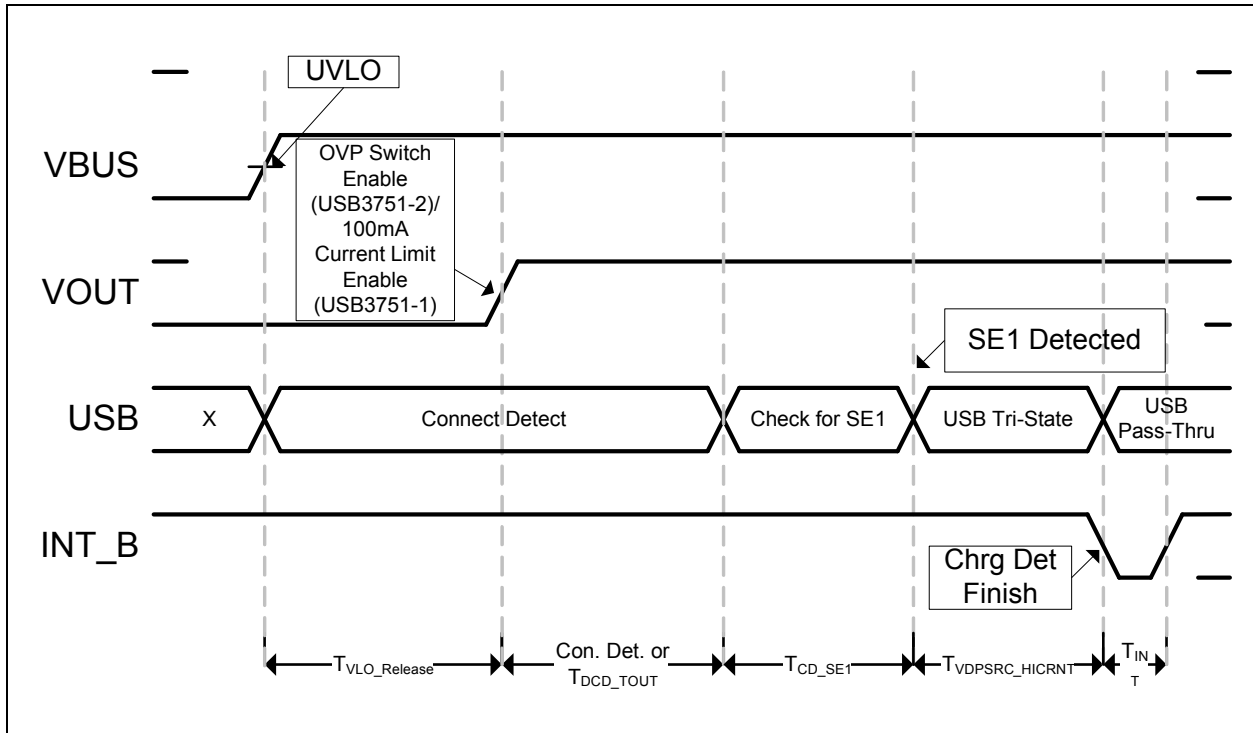 UVLO
VBUS
OVP Switch
Enable
(USB3751-2)/
100mA
Current Limit
Enable
(USB3751-1)
VOUT
SE1 Detected
USB
X
Connect Detect
Check for SE1
USB Tri-State
USB
Pass-Thru
INT_B
Chrg Det
Finish
TVLO_Release
Con. Det. or
TDCD_TOUT
TCD_SE1
TVDPSRC_HICRNT
TIN
T